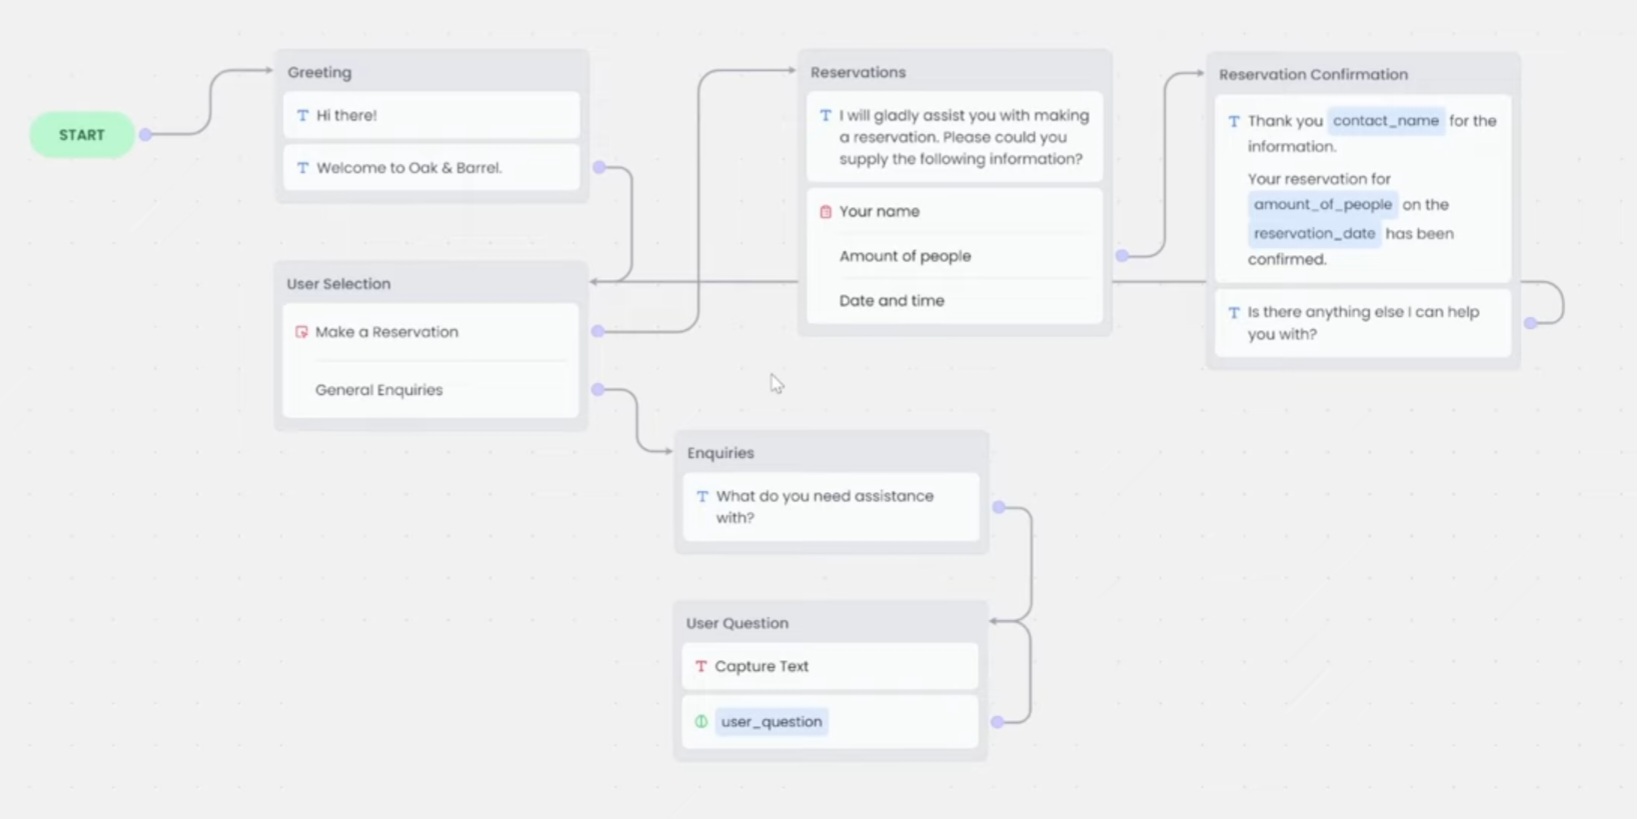 START
Greeting
Hi there!
Welcome to Oak & Barrel.
User Selection
Make a Reservation
General Enquiries
Reservations
I will gladly assist you with making
a reservation. Please could you
supply the following information?
Your name
Amount of people
Date and time
Reservation Confirmation
Thank you contact_name for the
information.
Your reservation for
amount_of_people on the
reservation_date has been
confirmed.
Is there anything else I can help
you with?
Enquiries
What do you need assistance
with?
User Question
Capture Text
user_question